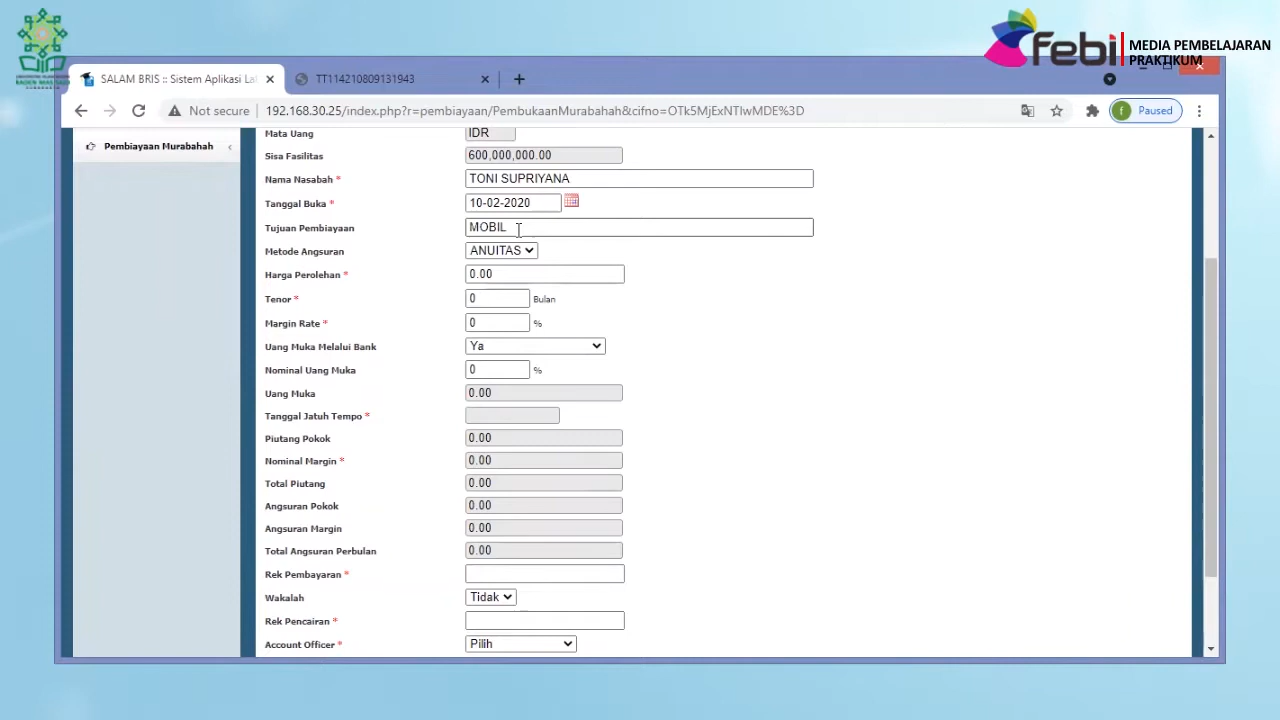 febi
MEDIA PEMBELAJARAN
PRAKTIKUM
SALAM BRIS :: Sistem Aplikasi Lat
TT114210809131943
Not secure
192.168.30.25/index.php?r=pembiayaan/PembukaanMurabahah&cifno=OTk5MjExNTIwMDE%3D
f
Paused
Pembiayaan Murabahah
Mata Uang
IDR
Sisa Fasilitas
600,000,000.00
Nama Nasabah *
TONI SUPRIYANA
Tanggal Buka *
10-02-2020
Tujuan Pembiayaan
MOBIL
Metode Angsuran
ANUITAS
Harga Perolehan *
0.00
Tenor *
0
Bulan
Margin Rate *
0
%
Uang Muka Melalui Bank
Ya
Nominal Uang Muka
0
%
Uang Muka
0.00
Tanggal Jatuh Tempo *
Piutang Pokok
0.00
Nominal Margin *
0.00
Total Piutang
0.00
Angsuran Pokok
0.00
Angsuran Margin
0.00
Total Angsuran Perbulan
0.00
Rek Pembayaran *
Wakalah
Tidak
Rek Pencairan *
Account Officer *
Pilih